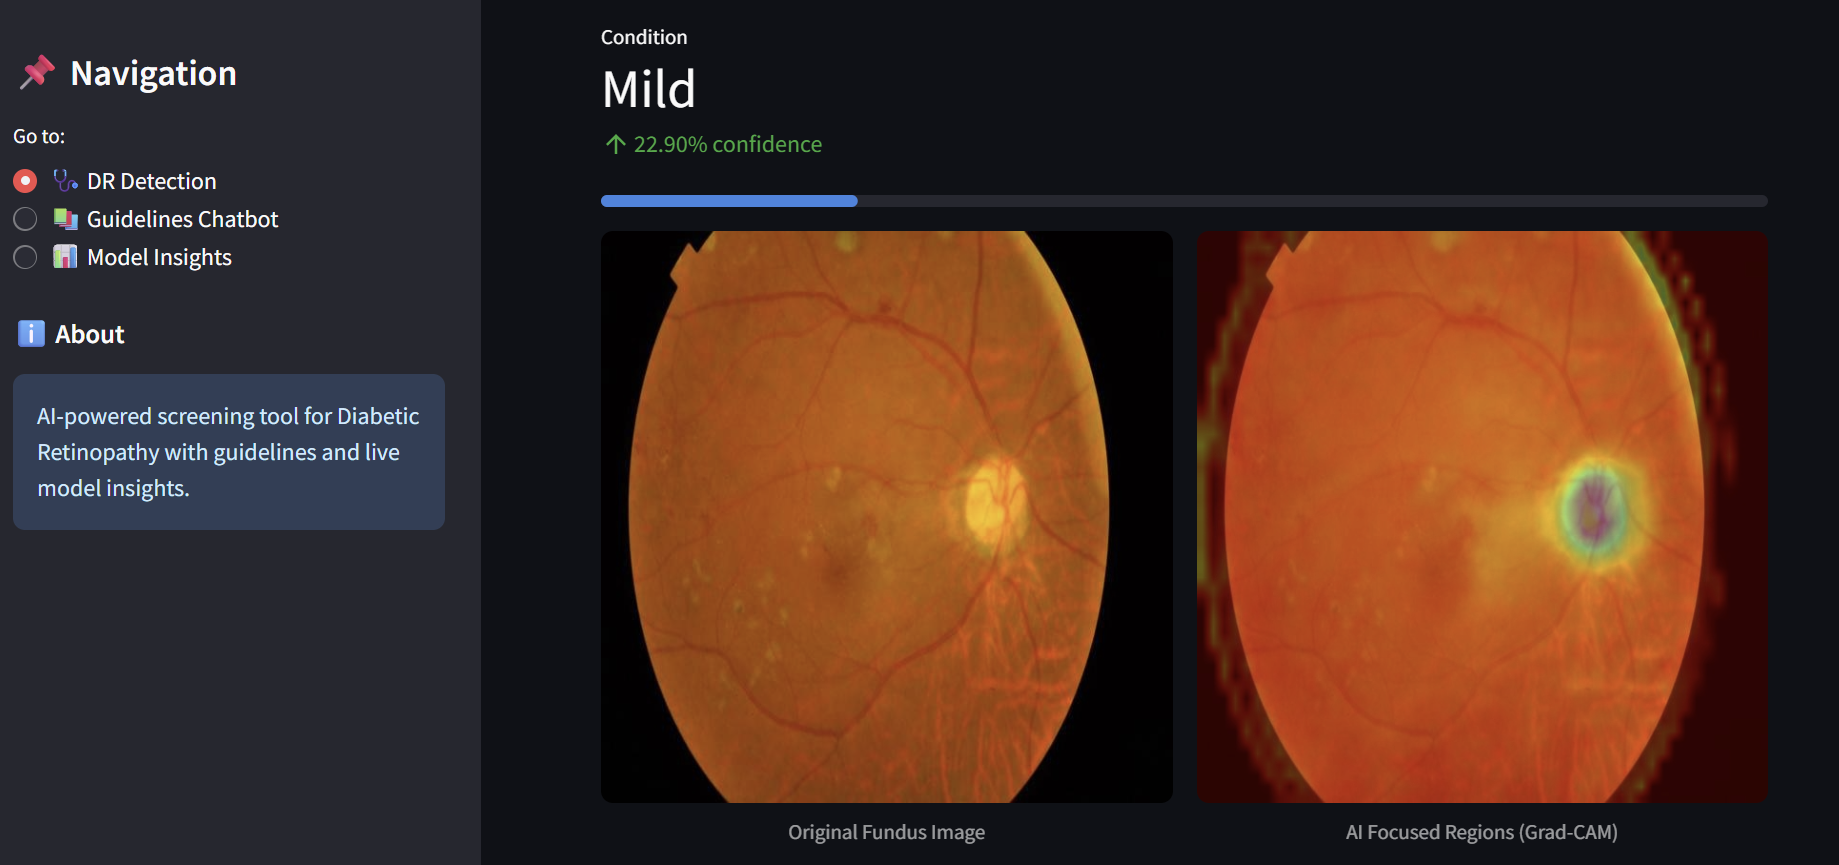 Navigation
Go to:
DR Detection
Guidelines Chatbot
Model Insights
About
AI-powered screening tool for Diabetic
Retinopathy with guidelines and live
model insights.
Condition
Mild
↑ 22.90% confidence
Original Fundus Image
AI Focused Regions (Grad-CAM)